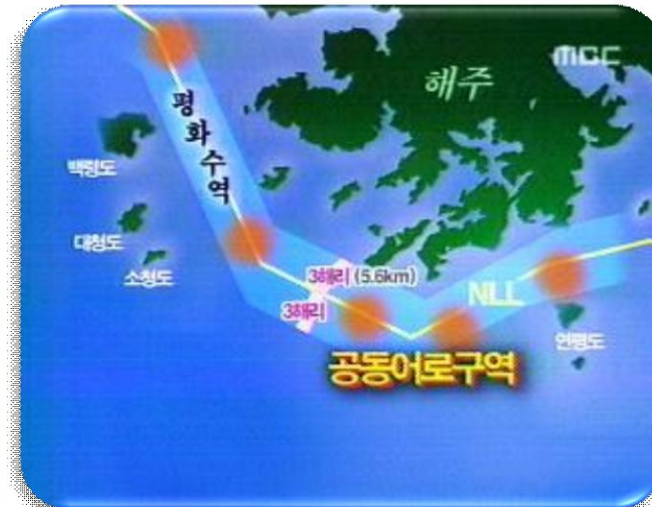 MBC
해주
평화수역
백령도
대청도
소청도
3해리 (5.6km)
3해리
NLL
연평도
공동어로구역